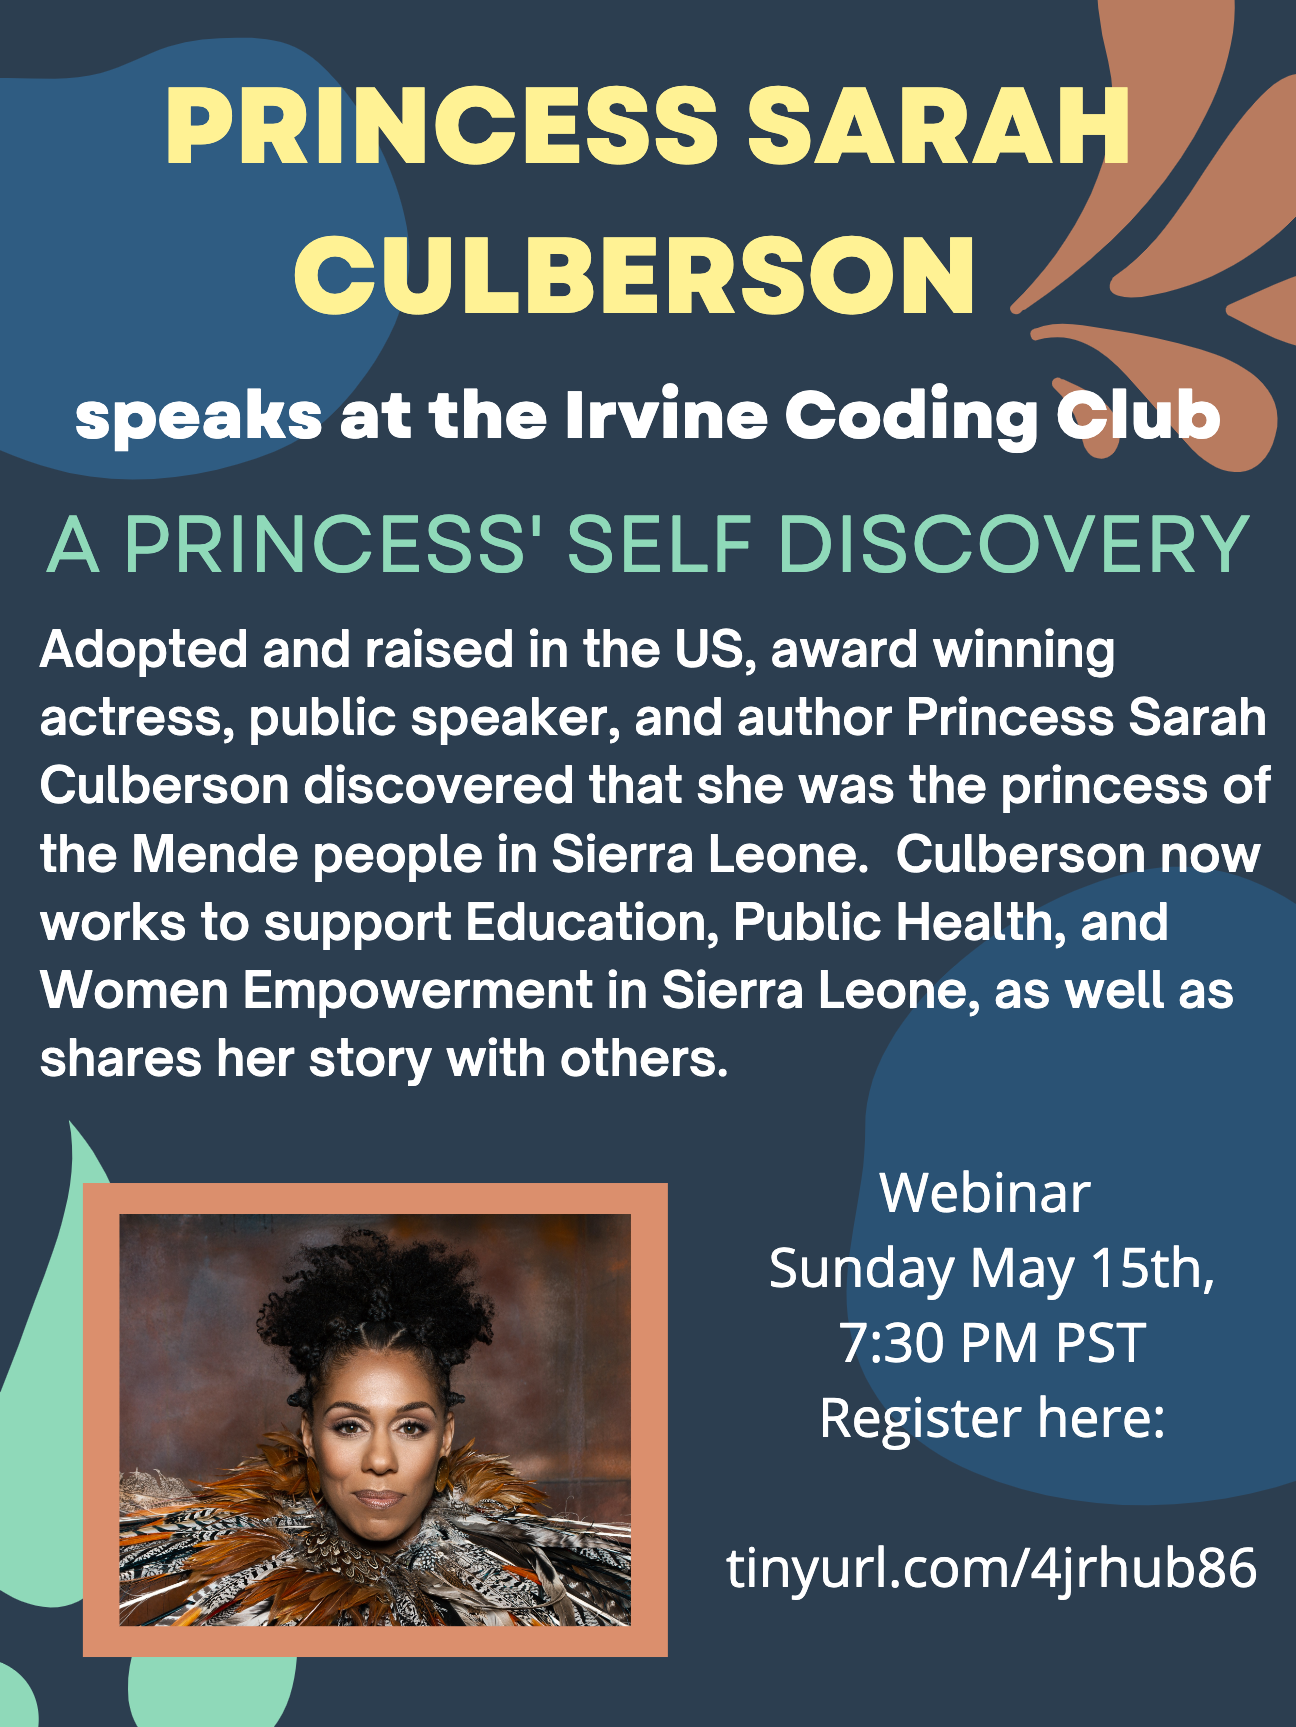 PRINCESS SARAH
CULBERSON
speaks at the Irvine Coding Club
A PRINCESS' SELF DISCOVERY
Adopted and raised in the US, award winning
actress, public speaker, and author Princess Sarah
Culberson discovered that she was the princess of
the Mende people in Sierra Leone.  Culberson now
works to support Education, Public Health, and
Women Empowerment in Sierra Leone, as well as
shares her story with others.
Webinar
Sunday May 15th,
7:30 PM PST
Register here:
tinyurl.com/4jrhub86